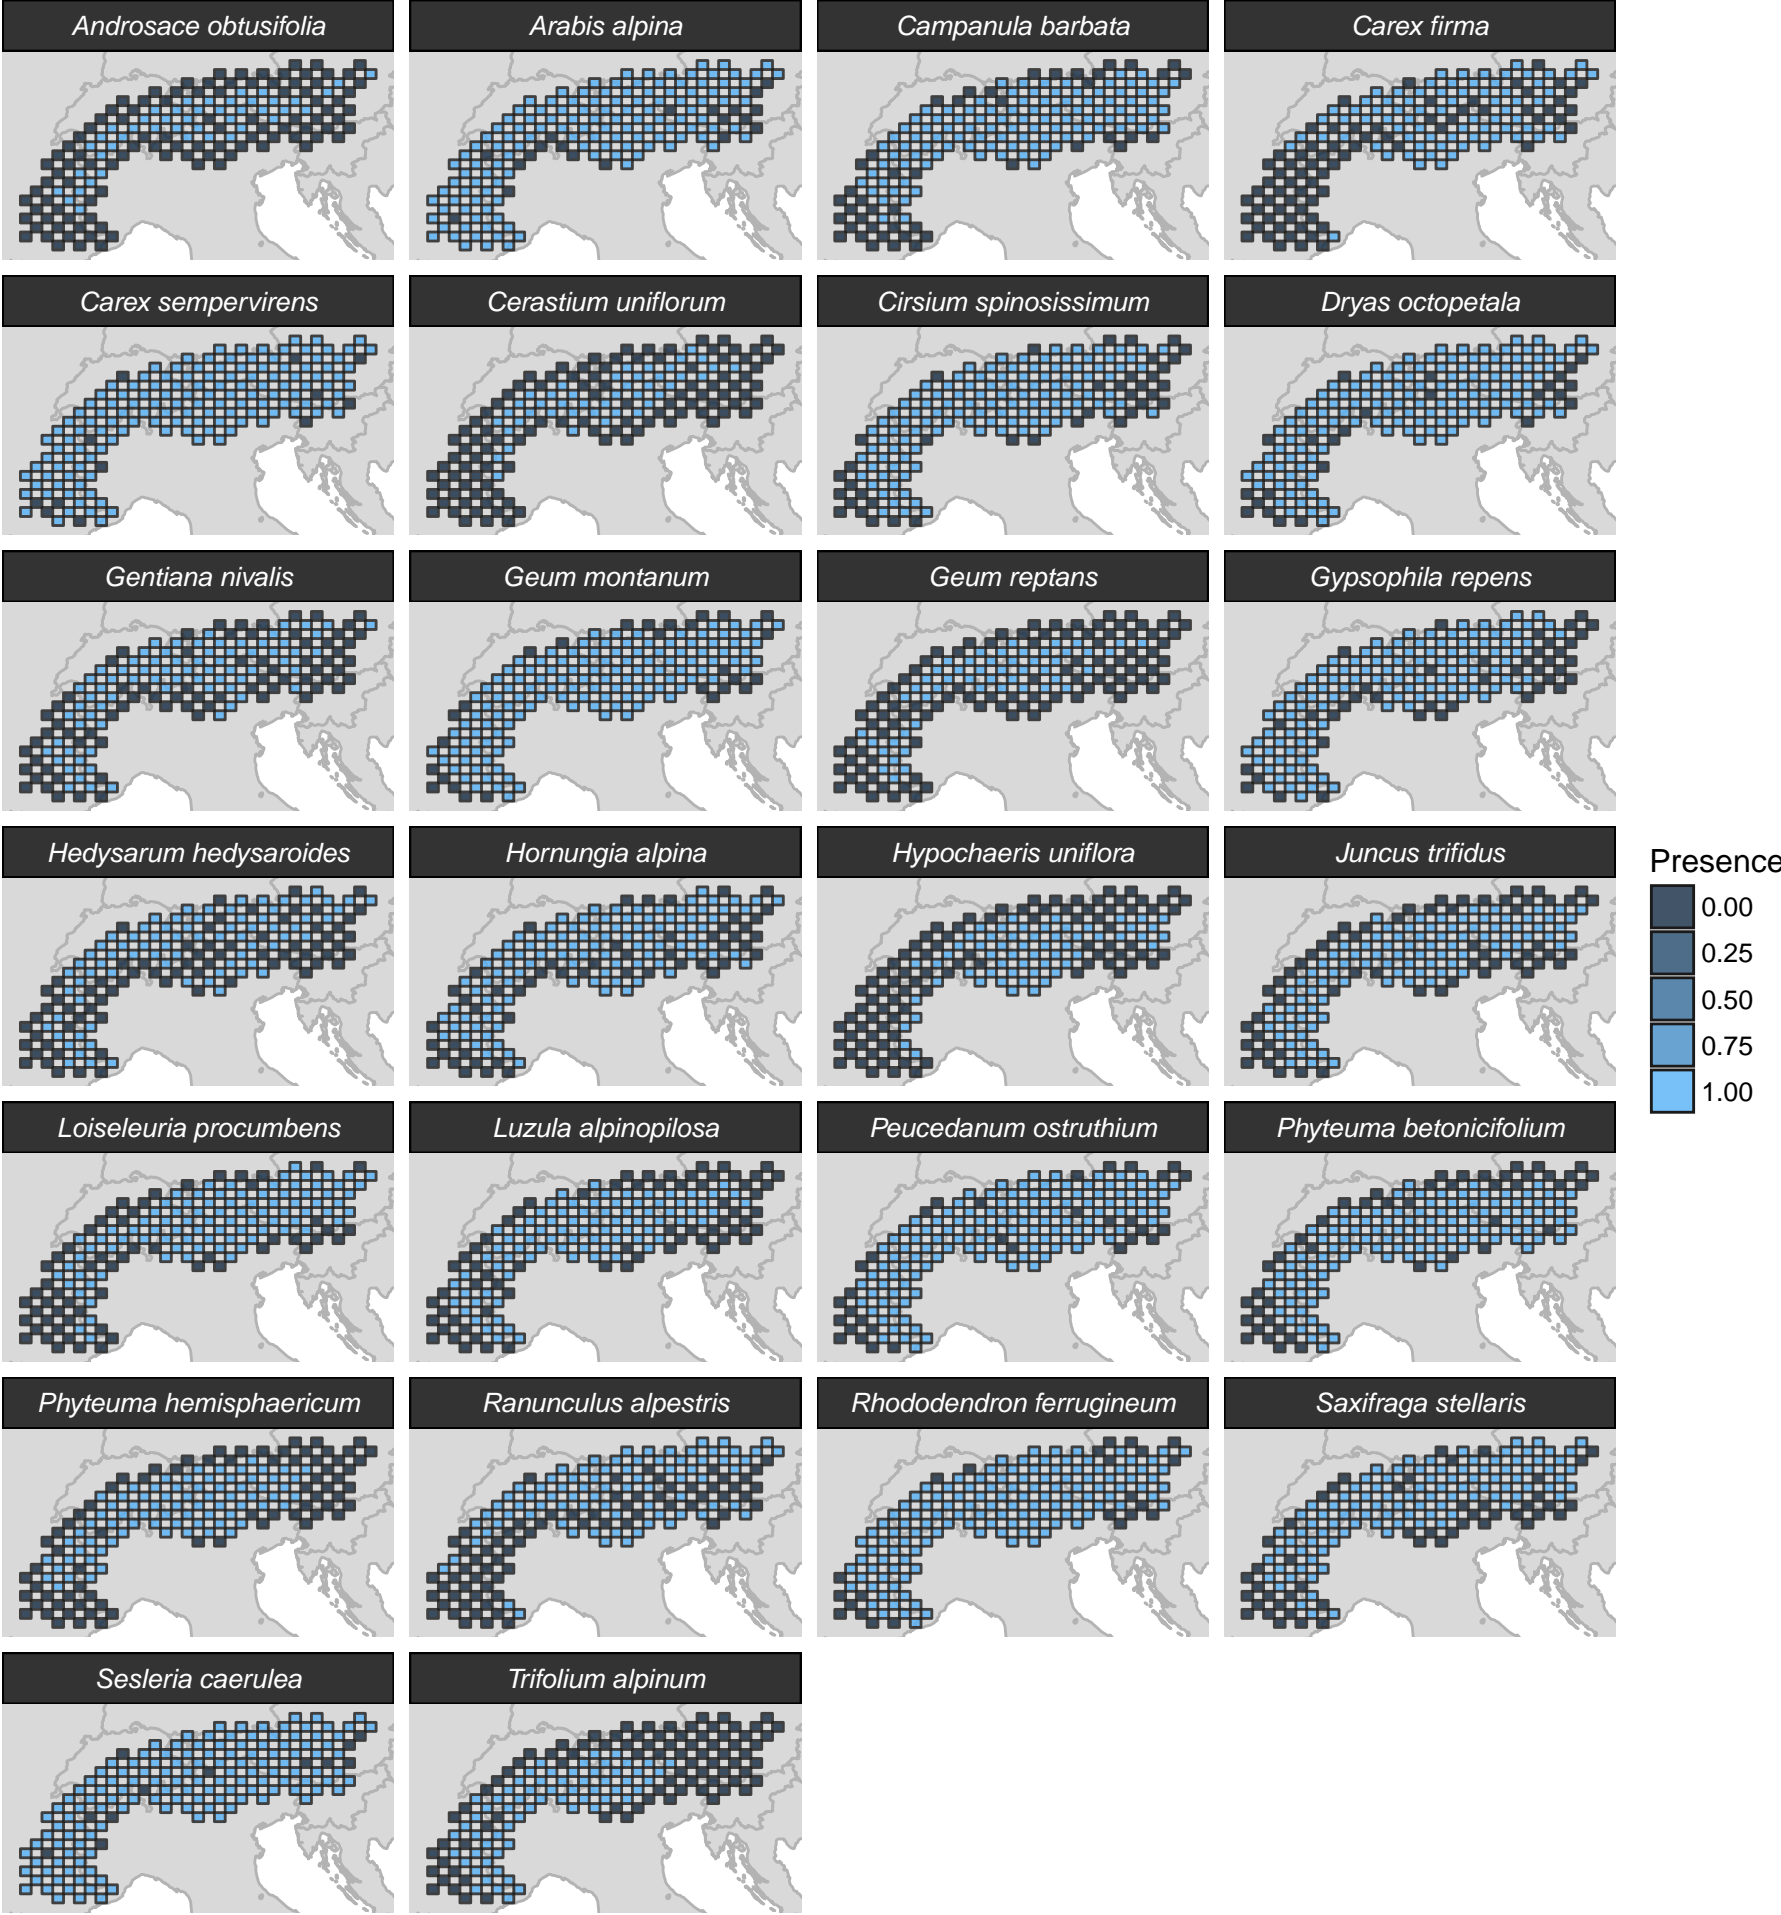 Androsace obtusifolia
Arabis alpina
Campanula barbata
Carex firma
Carex sempervirens
Cerastium uniflorum
Cirsium spinosissimum
Dryas octopetala
Gentiana nivalis
Geum montanum
Geum reptans
Gypsophila repens
Hedysarum hedysaroides
Hornungia alpina
Hypochaeris uniflora
Juncus trifidus
Presence
0.00
0.25
0.50
0.75
1.00
Loiseleuria procumbens
Luzula alpinopilosa
Peucedanum ostruthium
Phyteuma betonicifolium
Phyteuma hemisphaericum
Ranunculus alpestris
Rhododendron ferrugineum
Saxifraga stellaris
Sesleria caerulea
Trifolium alpinum